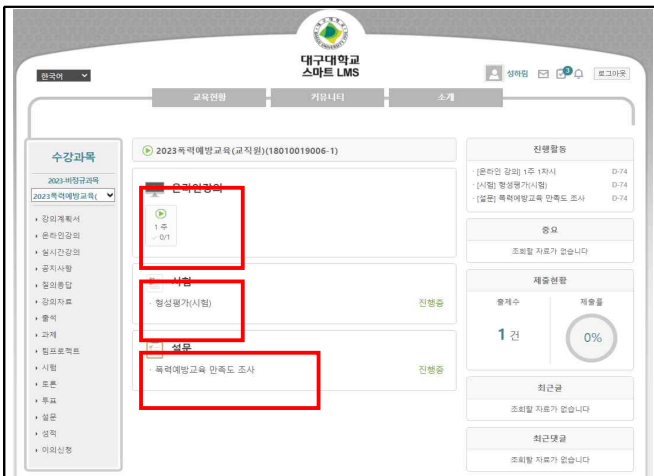 대구대학교
스마트 LMS
한국어
성하림
3
로그아웃
교육현황
커뮤니티
소개
수강과목
2023-비정규과목
2023폭력예방교육(
강의계획서
온라인강의
실시간강의
공지사항
질의응답
강의자료
출석
과제
팀프로젝트
시험
토론
투표
설문
성적
이의신청
2023폭력예방교육(교직원)(18010019006-1)
온라인강의
1 주
0/1
시험
· 형성평가(시험) 진행중
설문
· 폭력예방교육 만족도 조사 진행중
진행활동
· [온라인 강의] 1주 1차시 D-74
· [시험] 형성평가(시험) D-74
· [설문] 폭력예방교육 만족도 조사 D-74
중요
조회할 자료가 없습니다
제출현황
출제수 제출률
1 건 0%
최근글
조회할 자료가 없습니다
최근댓글
조회할 자료가 없습니다